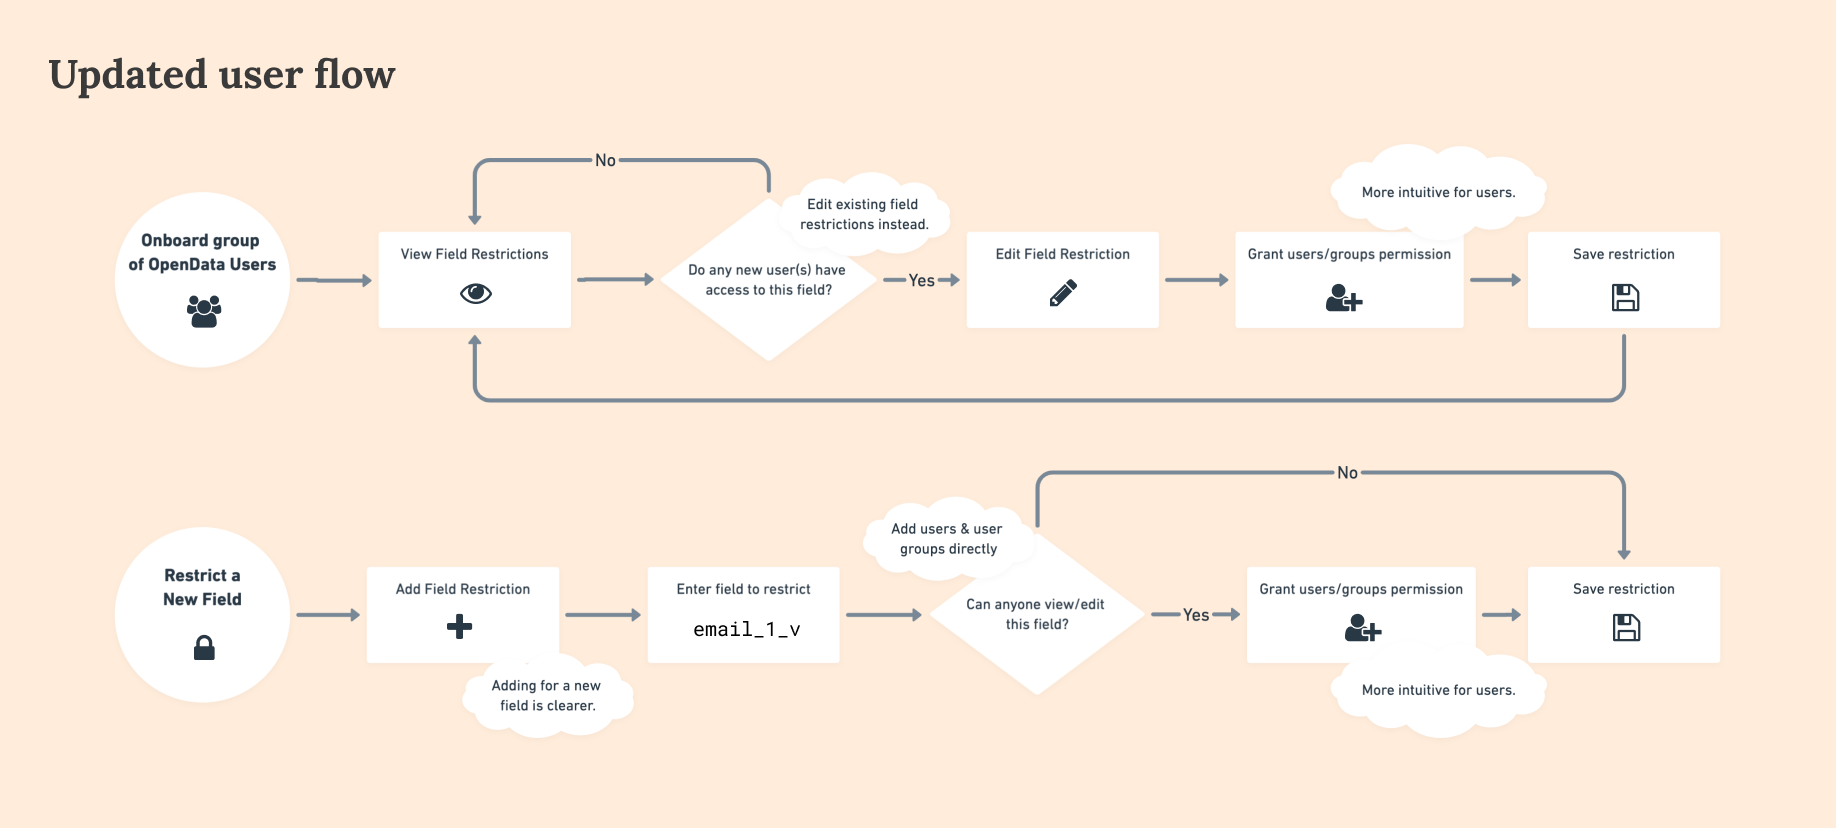 Updated user flow
No
Onboard group
of OpenData Users
View Field Restrictions
Do any new user(s) have
access to this field?
Edit existing field
restrictions instead.
Yes
Edit Field Restriction
Grant users/groups permission
More intuitive for users.
Save restriction
No
Restrict a
New Field
Add Field Restriction
Adding for a new
field is clearer.
Enter field to restrict
email_1_v
Add users & user
groups directly
Can anyone view/edit
this field?
Yes
Grant users/groups permission
More intuitive for users.
Save restriction